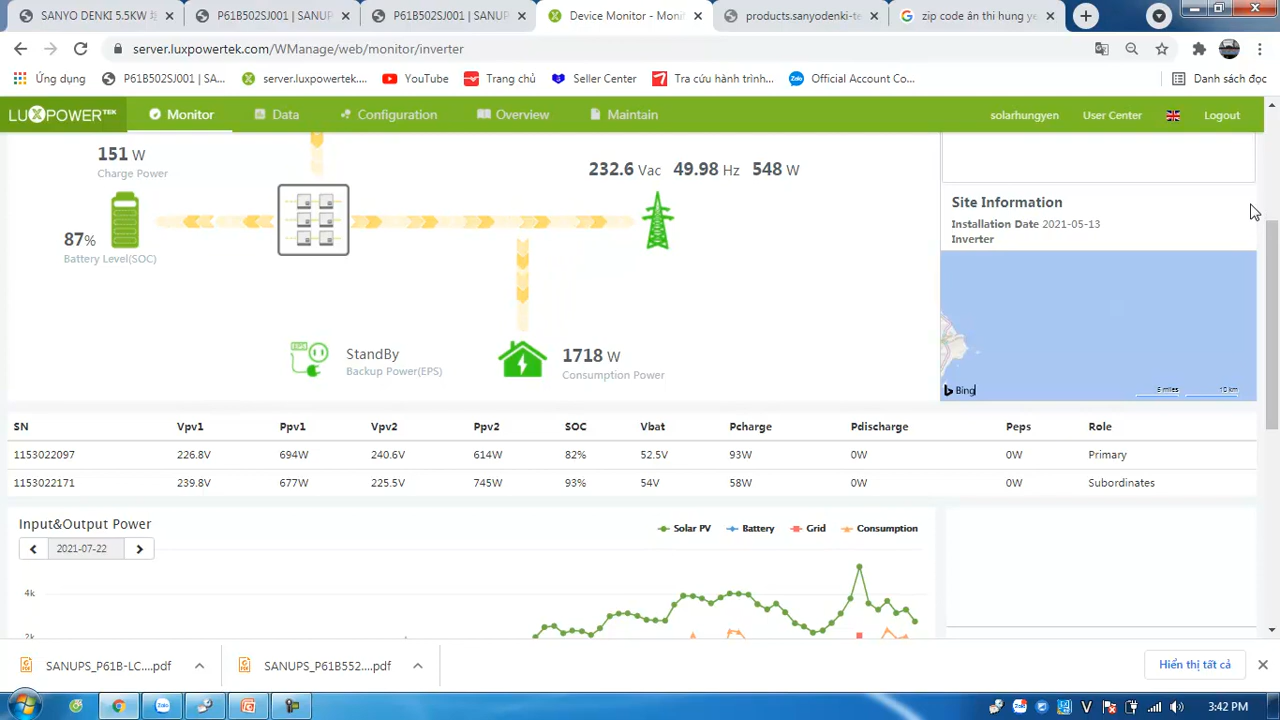 SANYO DENKI 5.5KW
P61B502SJ001 | SANUP
P61B502SJ001 | SANUP
Device Monitor - Moni
products.sanyodenki-te
zip code ân thi hung ye
server.luxpowertek.com/WManage/web/monitor/inverter
Ứng dụng
P61B502SJ001 | SA...
server.luxpowertek....
YouTube
Trang chủ
Seller Center
Tra cứu hành trình...
Official Account Co...
Danh sách đọc
LUXPOWERTEK
Monitor
Data
Configuration
Overview
Maintain
solarhungyen
User Center
Logout
151 W
Charge Power
232.6 Vac 49.98 Hz 548 W
87%
Battery Level(SOC)
StandBy
Backup Power(EPS)
1718 W
Consumption Power
Site Information
Installation Date 2021-05-13
Inverter
Bing
5 miles
10 km
SN Vpv1 Ppv1 Vpv2 Ppv2 SOC Vbat Pcharge Pdischarge Peps Role
1153022097 226.8V 694W 240.6V 614W 82% 52.5V 93W 0W 0W Primary
1153022171 239.8V 677W 225.5V 745W 93% 54V 58W 0W 0W Subordinates
Input&Output Power
Solar PV Battery Grid Consumption
2021-07-22
4k
2k
SANUPS_P61B-LC....pdf
SANUPS_P61B552....pdf
Hiển thị tất cả
3:42 PM